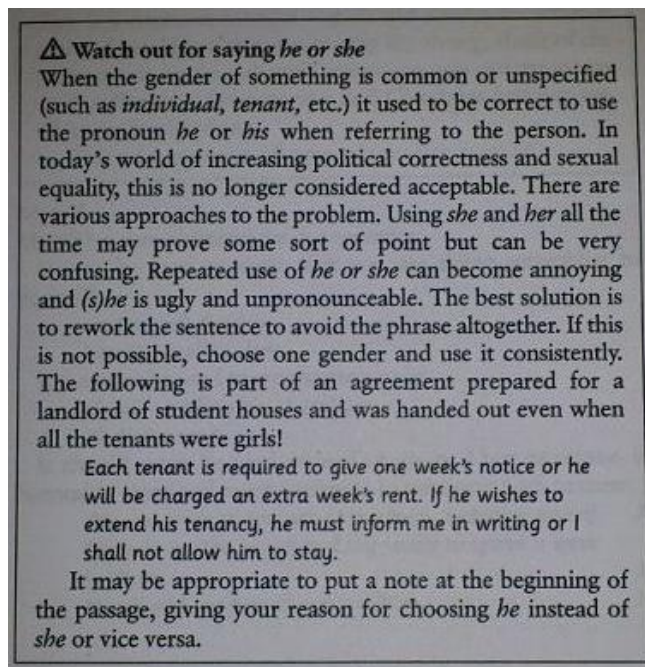 ⚠ Watch out for saying he or she
When the gender of something is common or unspecified
(such as individual, tenant, etc.) it used to be correct to use
the pronoun he or his when referring to the person. In
today's world of increasing political correctness and sexual
equality, this is no longer considered acceptable. There are
various approaches to the problem. Using she and her all the
time may prove some sort of point but can be very
confusing. Repeated use of he or she can become annoying
and (s)he is ugly and unpronounceable. The best solution is
to rework the sentence to avoid the phrase altogether. If this
is not possible, choose one gender and use it consistently.
The following is part of an agreement prepared for a
landlord of student houses and was handed out even when
all the tenants were girls!
Each tenant is required to give one week's notice or he
will be charged an extra week's rent. If he wishes to
extend his tenancy, he must inform me in writing or I
shall not allow him to stay.
It may be appropriate to put a note at the beginning of
the passage, giving your reason for choosing he instead of
she or vice versa.